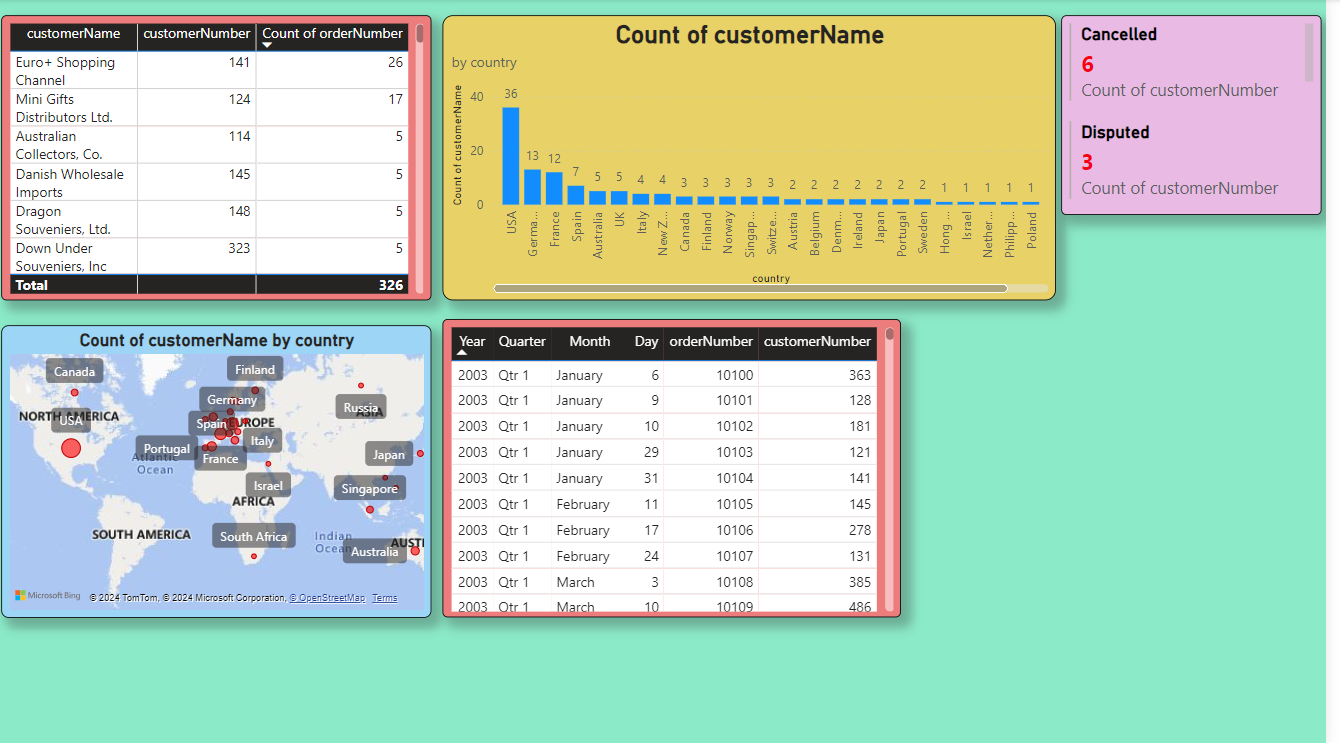 customerName customerNumber Count of orderNumber
Euro+ Shopping Channel 141 26
Mini Gifts Distributors Ltd. 124 17
Australian Collectors, Co. 114 5
Danish Wholesale Imports 145 5
Dragon Souveniers, Ltd. 148 5
Down Under Souveniers, Inc 323 5
Total 326
Count of customerName
by country
Count of customerName
40
20
0
36 13 12 7 5 5 4 4 3 3 3 3 3 2 2 2 2 2 2 2 1 1 1 1 1
USA Germa... France Spain Australia UK Italy New Z... Canada Finland Norway Singap... Switze... Austria Belgium Denm... Ireland Japan Portugal Sweden Hong ... Israel Nether... Philipp... Poland
country
Cancelled
6
Count of customerNumber
Disputed
3
Count of customerNumber
Count of customerName by country
Canada
Finland
Germany
Russia
NORTH AMERICA
USA
Spain
EUROPE
ASIA
Portugal
Italy
France
Japan
Atlantic
Ocean
Israel
Singapore
AFRICA
SOUTH AMERICA
South Africa
Indian
Ocean
AUSTI
Australia
Microsoft Bing
© 2024 TomTom, © 2024 Microsoft Corporation, © OpenStreetMap Terms
Year Quarter Month Day orderNumber customerNumber
2003 Qtr 1 January 6 10100 363
2003 Qtr 1 January 9 10101 128
2003 Qtr 1 January 10 10102 181
2003 Qtr 1 January 29 10103 121
2003 Qtr 1 January 31 10104 141
2003 Qtr 1 February 11 10105 145
2003 Qtr 1 February 17 10106 278
2003 Qtr 1 February 24 10107 131
2003 Qtr 1 March 3 10108 385
2003 Qtr 1 March 10 10109 486